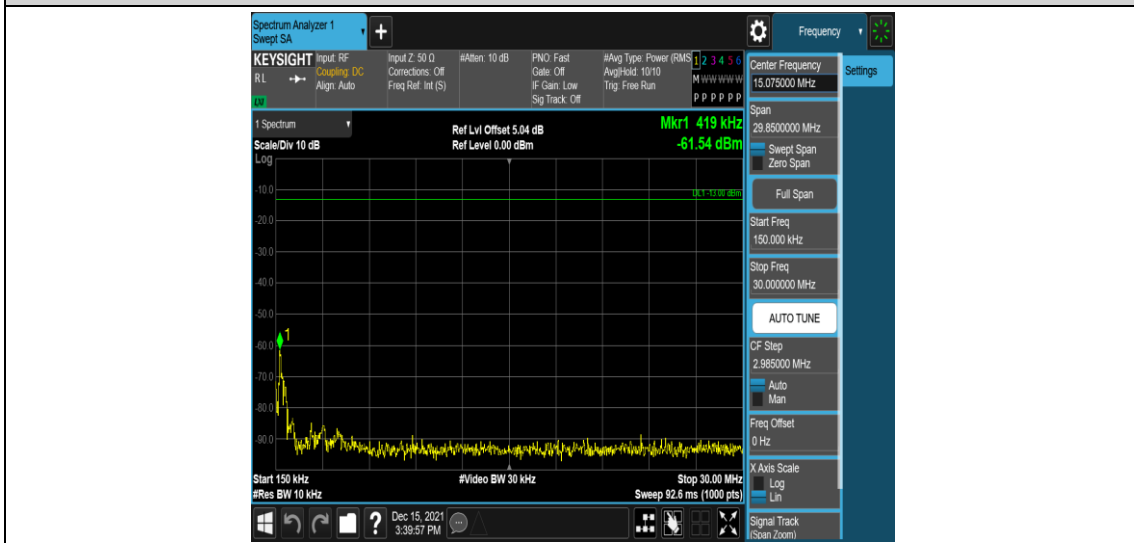 Spectrum Analyzer 1
Swept SA
+
Frequency
KEYSIGHT
RL
LXI
Input: RF
Coupling: DC
Align: Auto
Input Z: 50 Ω
Corrections: Off
Freq Ref: Int (S)
#Atten: 10 dB
PNO: Fast
Gate: Off
IF Gain: Low
Sig Track: Off
#Avg Type: Power (RMS
Avg|Hold: 10/10
Trig: Free Run
1 2 3 4 5 6
M W W W W W
P P P P P P
1 Spectrum
Scale/Div 10 dB
Log
Ref Lvl Offset 5.04 dB
Ref Level 0.00 dBm
Mkr1 419 kHz
-61.54 dBm
DL1 -13.00 dBm
-10.0
-20.0
-30.0
-40.0
-50.0
-60.0
-70.0
-80.0
-90.0
1
Start 150 kHz
#Res BW 10 kHz
#Video BW 30 kHz
Stop 30.00 MHz
Sweep 92.6 ms (1000 pts)
?
Dec 15, 2021
3:39:57 PM
Center Frequency
15.075000 MHz
Settings
Span
29.8500000 MHz
Swept Span
Zero Span
Full Span
Start Freq
150.000 kHz
Stop Freq
30.000000 MHz
AUTO TUNE
CF Step
2.985000 MHz
Auto
Man
Freq Offset
0 Hz
X Axis Scale
Log
Lin
Signal Track
(Span Zoom)